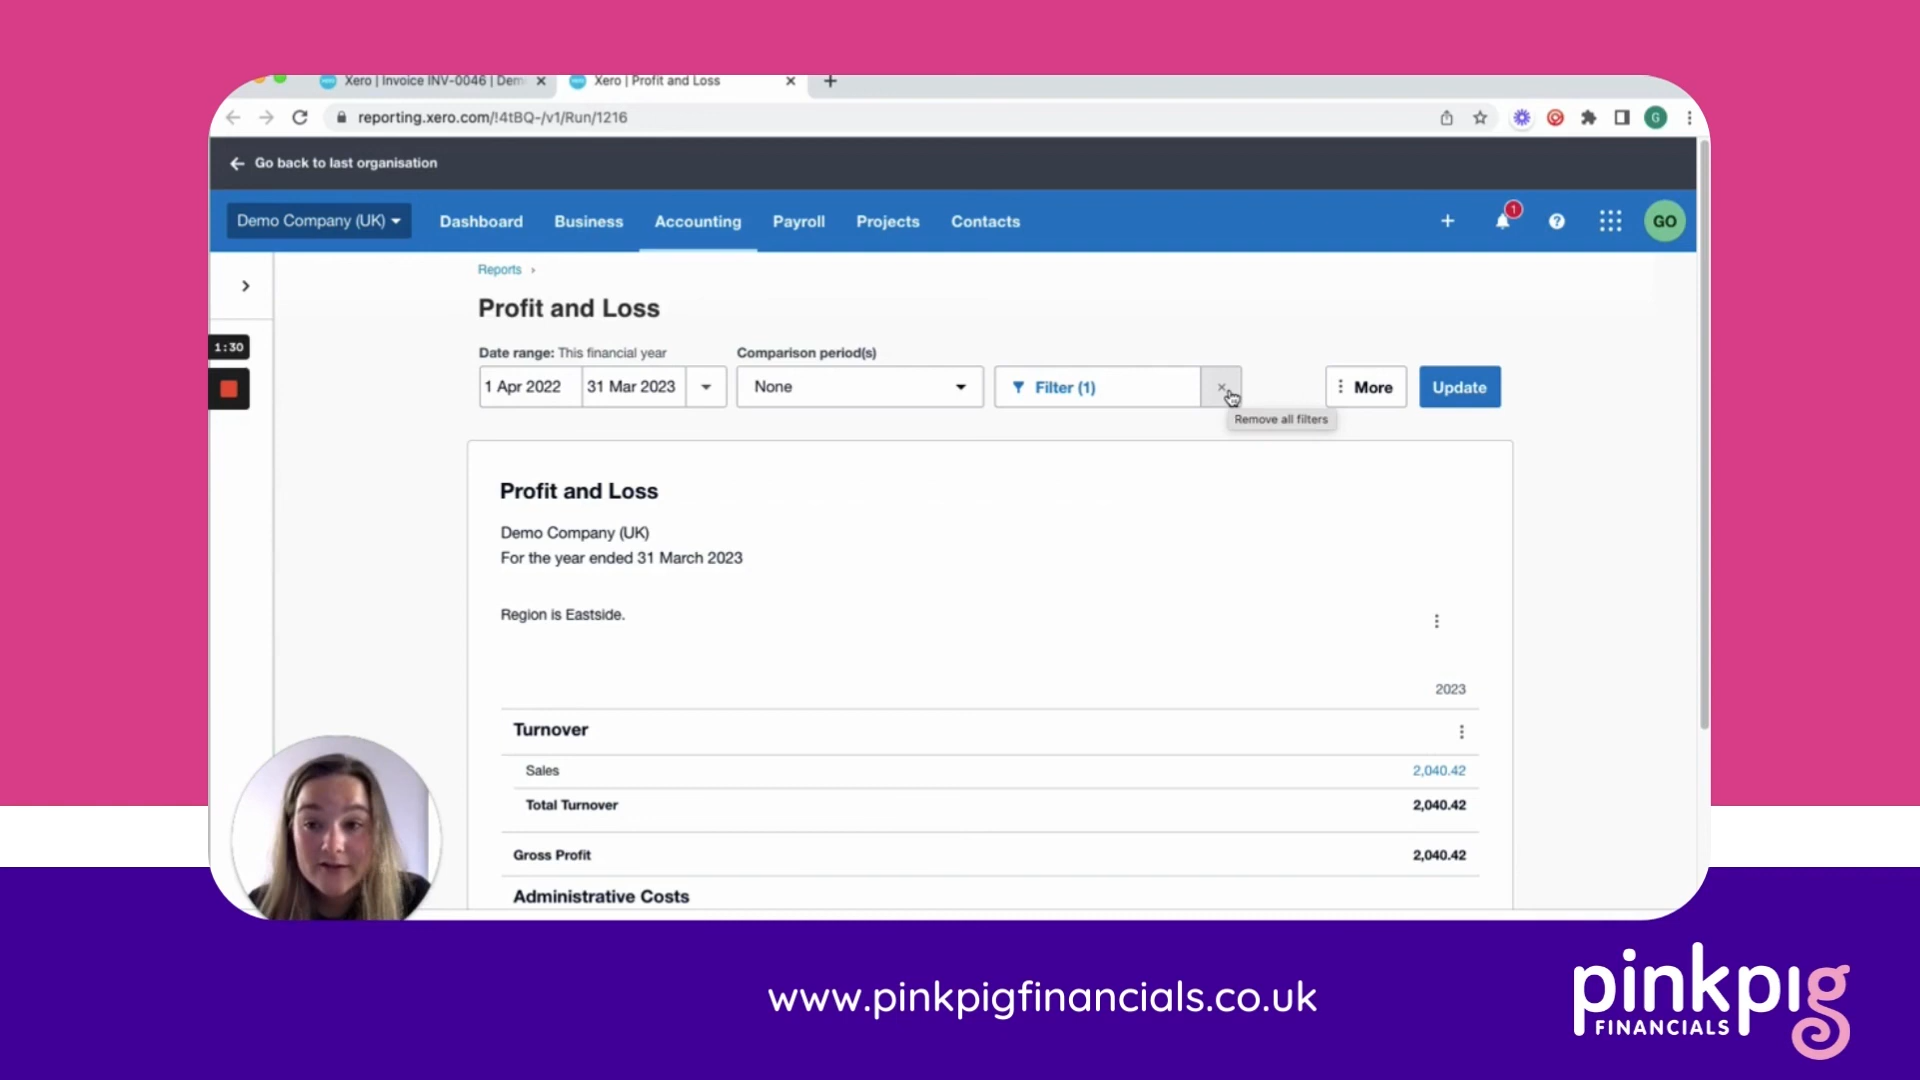 Xero | Invoice INV-0046 | Dem
Xero | Profit and Loss
reporting.xero.com/!4tBQ-/v1/Run/1216
G
Go back to last organisation
Demo Company (UK)
Dashboard
Business
Accounting
Payroll
Projects
Contacts
1
GO
Reports
Profit and Loss
Date range: This financial year
Comparison period(s)
1:30
1 Apr 2022
31 Mar 2023
None
Filter (1)
More
Update
Remove all filters
Profit and Loss
Demo Company (UK)
For the year ended 31 March 2023
Region is Eastside.
2023
Turnover
Sales 2,040.42
Total Turnover 2,040.42
Gross Profit 2,040.42
Administrative Costs
www.pinkpigfinancials.co.uk
pinkpig
FINANCIALS